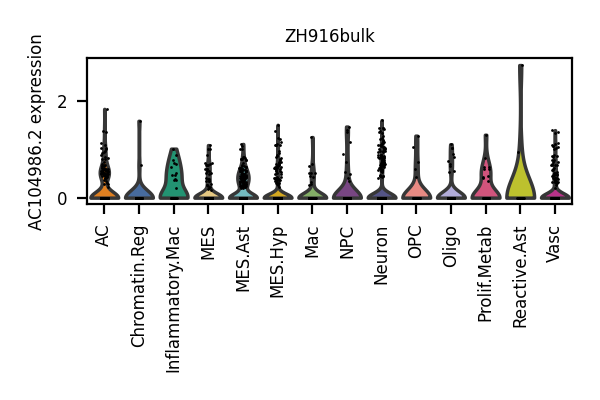 ZH916bulk
AC104986.2 expression
2
0
AC
Chromatin.Reg
Inflammatory.Mac
MES
MES.Ast
MES.Hyp
Mac
NPC
Neuron
OPC
Oligo
Prolif.Metab
Reactive.Ast
Vasc